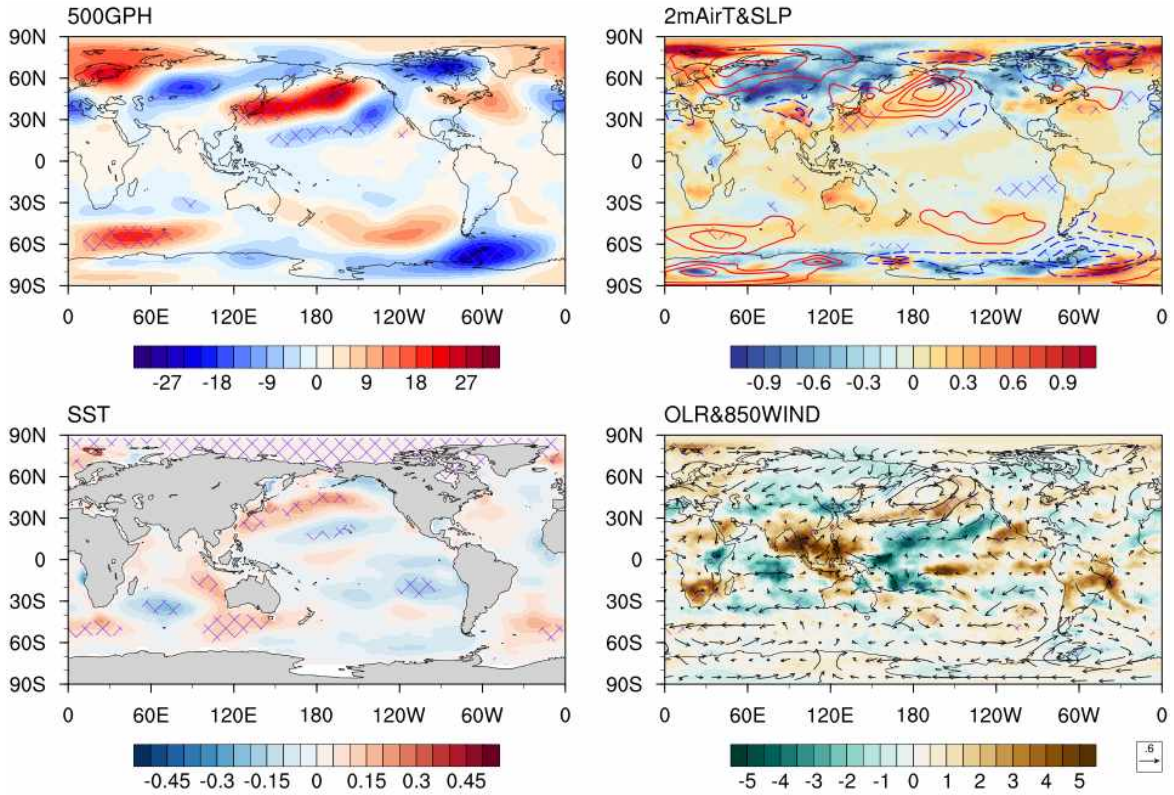 500GPH
90N
60N
30N
0
30S
60S
90S
0 60E 120E 180 120W 60W 0
-27 -18 -9 0 9 18 27
2mAirT&SLP
90N
60N
30N
0
30S
60S
90S
0 60E 120E 180 120W 60W 0
-0.9 -0.6 -0.3 0 0.3 0.6 0.9
SST
90N
60N
30N
0
30S
60S
90S
0 60E 120E 180 120W 60W 0
-0.45 -0.3 -0.15 0 0.15 0.3 0.45
OLR&850WIND
90N
60N
30N
0
30S
60S
90S
0 60E 120E 180 120W 60W 0
-5 -4 -3 -2 -1 0 1 2 3 4 5
.6